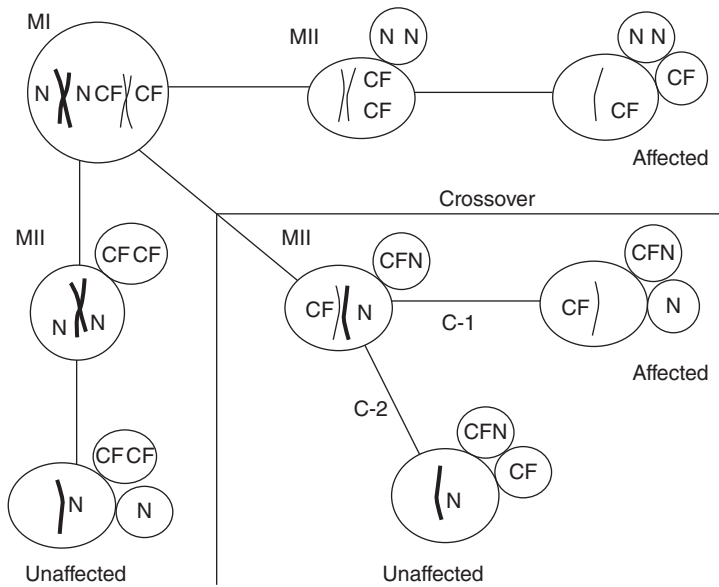 MI
N N CF CF
MII
N N
CF
CF
N N
CF
CF
Affected
Crossover
MII
CF CF
N N
CF CF
N
N
Unaffected
MII
CFN
CF N
C-1
CFN
CF
N
Affected
C-2
CFN
CF
N
Unaffected